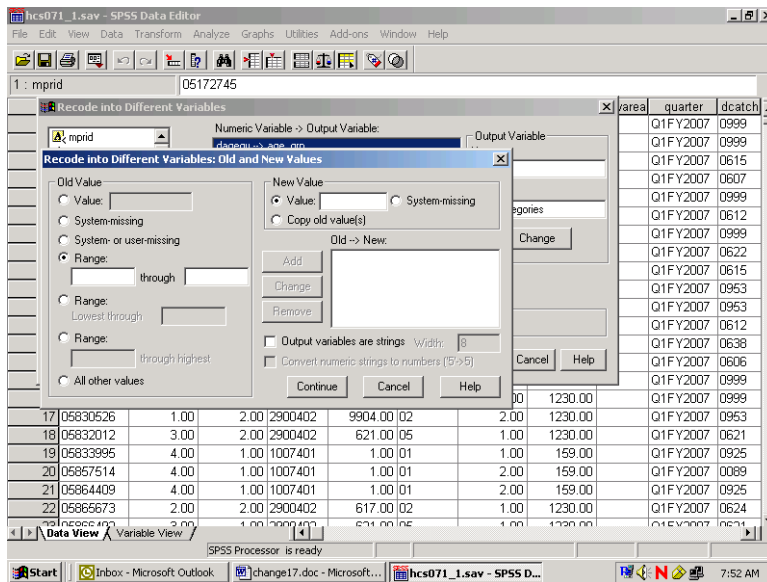 hcs071_1.sav - SPSS Data Editor
File Edit View Data Transform Analyze Graphs Utilities Add-ons Window Help
1 : mprid 05172745
Recode into Different Variables
mprid
Numeric Variable -> Output Variable:
dagequ --> age_grp
Output Variable
egories
Change
Cancel Help
Recode into Different Variables: Old and New Values
Old Value
Value:
System-missing
System- or user-missing
Range:
through
Range:
Lowest through
Range:
through highest
All other values
New Value
Value: System-missing
Copy old value(s)
Old --> New:
Add
Change
Remove
Output variables are strings Width: 8
Convert numeric strings to numbers ('5'->5)
Continue Cancel Help
varea quarter dcatch
Q1FY2007 0999
Q1FY2007 0999
Q1FY2007 0615
Q1FY2007 0607
Q1FY2007 0999
Q1FY2007 0612
Q1FY2007 0999
Q1FY2007 0622
Q1FY2007 0615
Q1FY2007 0953
Q1FY2007 0953
Q1FY2007 0612
Q1FY2007 0638
Q1FY2007 0606
Q1FY2007 0999
00 1230.00 Q1FY2007 0999
17 05830526 1.00 2.00 2900402 9904.00 02 2.00 1230.00 Q1FY2007 0953
18 05832012 3.00 2.00 2900402 621.00 05 1.00 1230.00 Q1FY2007 0621
19 05833995 4.00 1.00 1007401 1.00 01 1.00 159.00 Q1FY2007 0925
20 05857514 4.00 1.00 1007401 1.00 01 2.00 159.00 Q1FY2007 0089
21 05864409 4.00 1.00 1007401 1.00 01 2.00 159.00 Q1FY2007 0925
22 05865673 2.00 2.00 2900402 617.00 02 1.00 1230.00 Q1FY2007 0624
Data View Variable View
SPSS Processor is ready
Start Inbox - Microsoft Outlook change17.doc - Microsoft... hcs071_1.sav - SPSS D... 7:52 AM